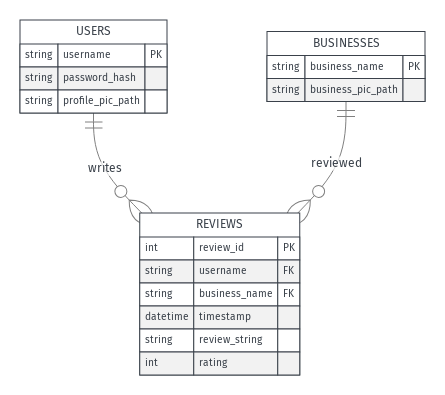 USERS
string username PK
string password_hash
string profile_pic_path
BUSINESSES
string business_name PK
string business_pic_path
writes
reviewed
REVIEWS
int review_id PK
string username FK
string business_name FK
datetime timestamp
string review_string
int rating